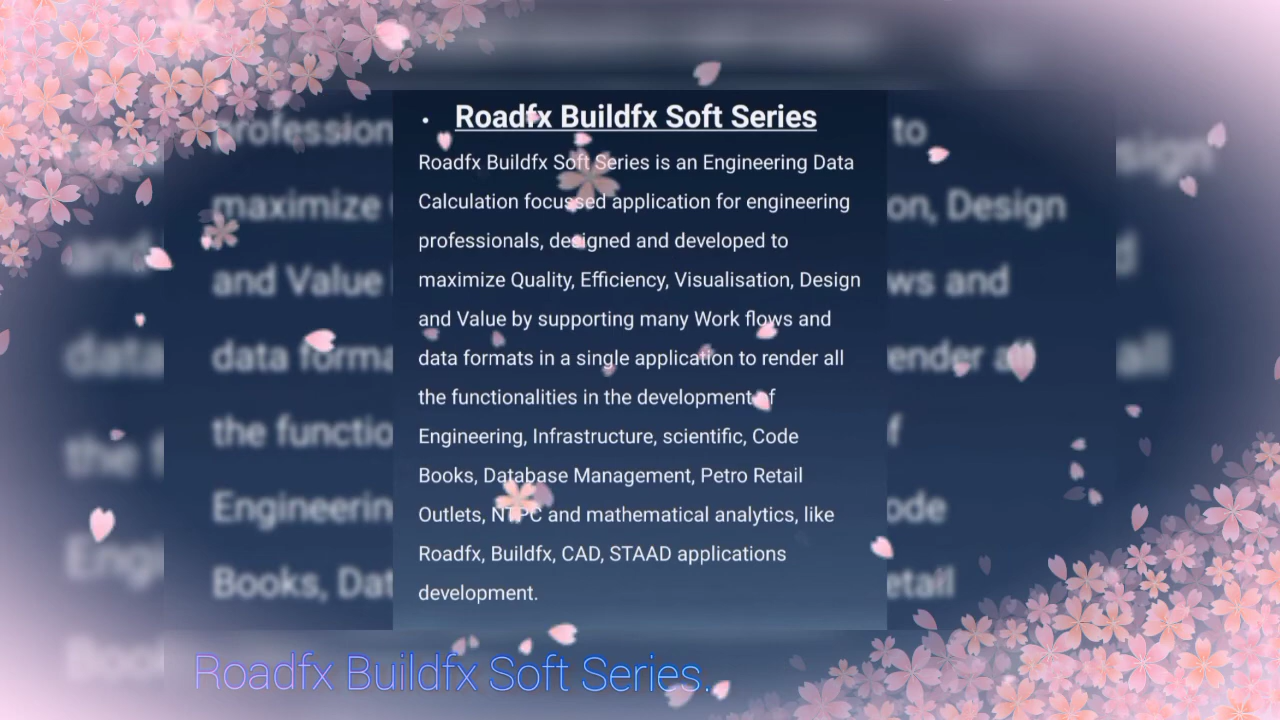 • Roadfx Buildfx Soft Series
Roadfx Buildfx Soft Series is an Engineering Data
Calculation focussed application for engineering
professionals, designed and developed to
maximize Quality, Efficiency, Visualisation, Design
and Value by supporting many Work flows and
data formats in a single application to render all
the functionalities in the development of
Engineering, Infrastructure, scientific, Code
Books, Database Management, Petro Retail
Outlets, NTPC and mathematical analytics, like
Roadfx, Buildfx, CAD, STAAD applications
development.
Roadfx Buildfx Soft Series.